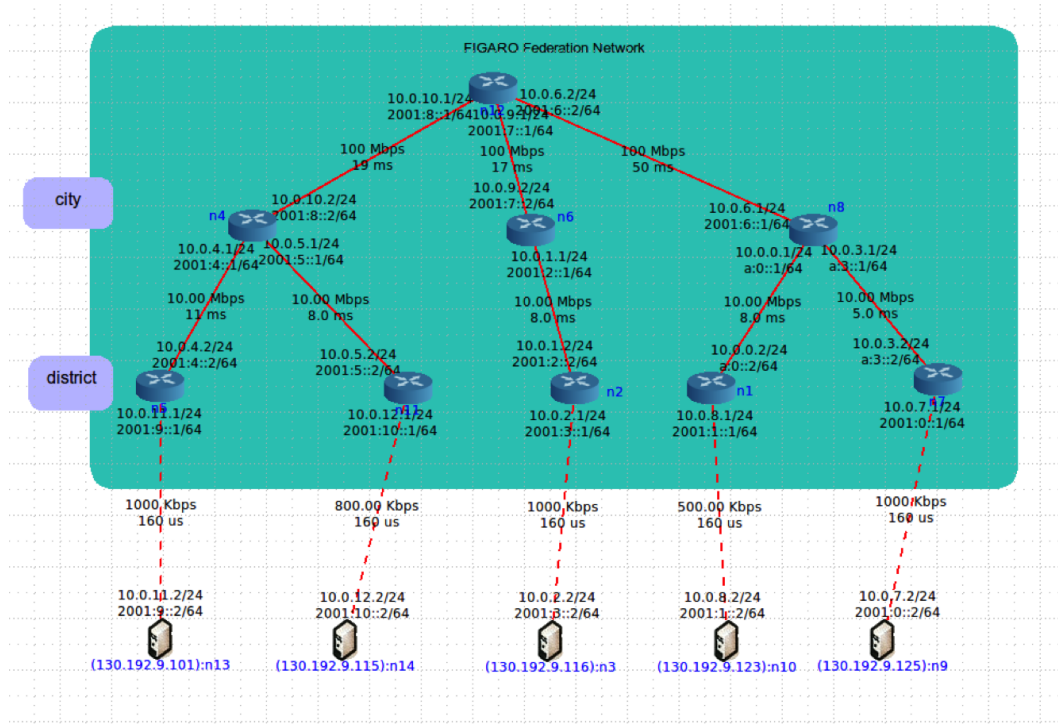 FIGARO Federation Network
10.0.10.1/24
2001:8::1/64
n12
10.0.9.1/24
2001:7::1/64
10.0.6.2/24
2001:6::2/64
100 Mbps
19 ms
100 Mbps
17 ms
100 Mbps
50 ms
city
n4
10.0.10.2/24
2001:8::2/64
10.0.9.2/24
2001:7::2/64
n6
10.0.6.1/24
2001:6::1/64
n8
10.0.4.1/24
2001:4::1/64
10.0.5.1/24
2001:5::1/64
10.0.1.1/24
2001:2::1/64
10.0.0.1/24
a:0::1/64
10.0.3.1/24
a:3::1/64
10.00 Mbps
11 ms
10.00 Mbps
8.0 ms
10.00 Mbps
8.0 ms
10.00 Mbps
8.0 ms
10.00 Mbps
5.0 ms
district
10.0.4.2/24
2001:4::2/64
10.0.5.2/24
2001:5::2/64
10.0.1.2/24
2001:2::2/64
10.0.0.2/24
a:0::2/64
10.0.3.2/24
a:3::2/64
n5
10.0.11.1/24
2001:9::1/64
n11
10.0.12.1/24
2001:10::1/64
n2
10.0.2.1/24
2001:3::1/64
n1
10.0.8.1/24
2001:1::1/64
n7
10.0.7.1/24
2001:0::1/64
1000 Kbps
160 us
800.00 Kbps
160 us
1000 Kbps
160 us
500.00 Kbps
160 us
1000 Kbps
160 us
10.0.11.2/24
2001:9::2/64
10.0.12.2/24
2001:10::2/64
10.0.2.2/24
2001:3::2/64
10.0.8.2/24
2001:1::2/64
10.0.7.2/24
2001:0::2/64
(130.192.9.101):n13
(130.192.9.115):n14
(130.192.9.116):n3
(130.192.9.123):n10
(130.192.9.125):n9